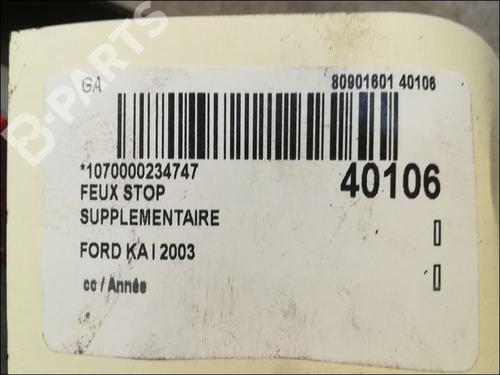 GA 80901601 40106
*1070000234747
40106
FEUX STOP
SUPPLEMENTAIRE
FORD KA I 2003
cc / Année
B-PARTS